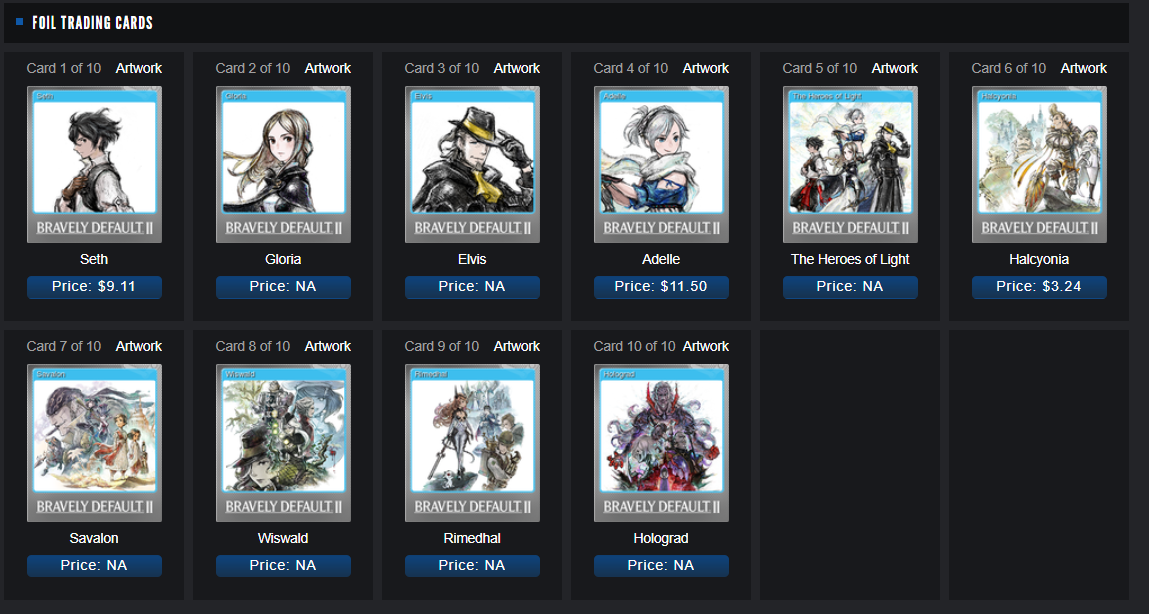 FOIL TRADING CARDS
Card 1 of 10 Artwork
Card 2 of 10 Artwork
Card 3 of 10 Artwork
Card 4 of 10 Artwork
Card 5 of 10 Artwork
Card 6 of 10 Artwork
Seth
Gloria
Elvis
Adelle
The Heroes of Light
Halcyonia
BRAVELY DEFAULT II
BRAVELY DEFAULT II
BRAVELY DEFAULT II
BRAVELY DEFAULT II
BRAVELY DEFAULT II
BRAVELY DEFAULT II
Seth
Gloria
Elvis
Adelle
The Heroes of Light
Halcyonia
Price: $9.11
Price: NA
Price: NA
Price: $11.50
Price: NA
Price: $3.24
Card 7 of 10 Artwork
Card 8 of 10 Artwork
Card 9 of 10 Artwork
Card 10 of 10 Artwork
Savalon
Wiswald
Rimedhal
Holograd
BRAVELY DEFAULT II
BRAVELY DEFAULT II
BRAVELY DEFAULT II
BRAVELY DEFAULT II
Savalon
Wiswald
Rimedhal
Holograd
Price: NA
Price: NA
Price: NA
Price: NA